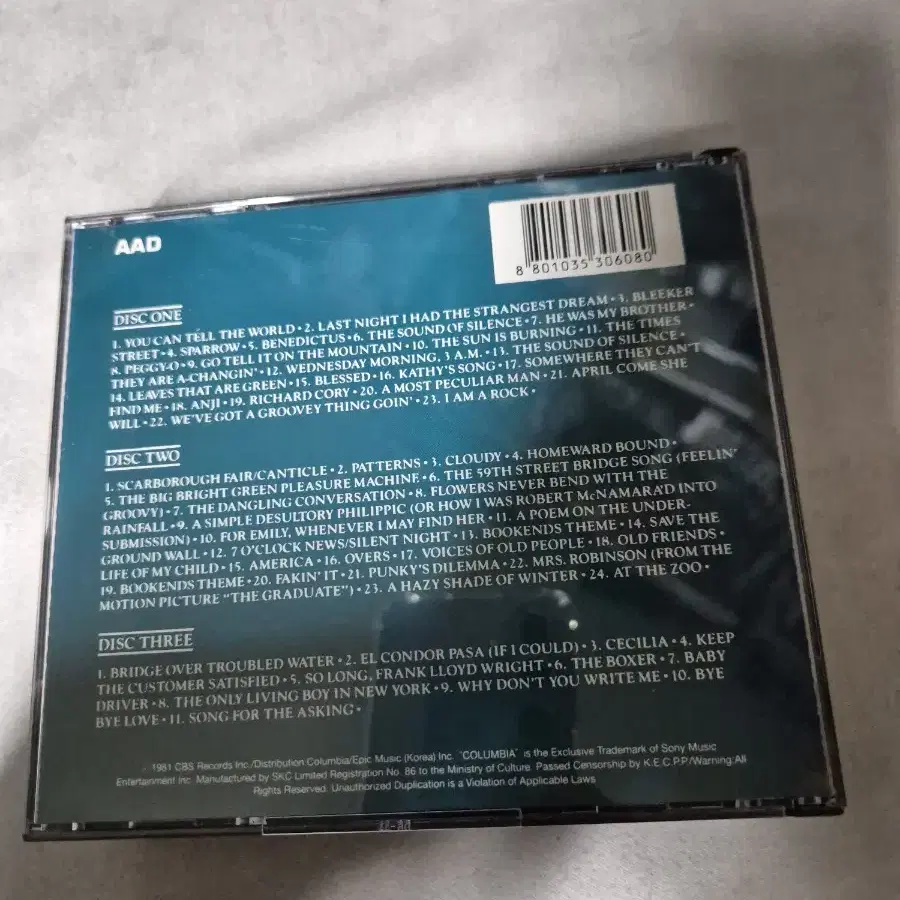 AAD
8 801035 306080
DISC ONE
1. YOU CAN TELL THE WORLD • 2. LAST NIGHT I HAD THE STRANGEST DREAM • 3. BLEEKER
STREET • 4. SPARROW • 5. BENEDICTUS • 6. THE SOUND OF SILENCE • 7. HE WAS MY BROTHER •
8. PEGGY-O • 9. GO TELL IT ON THE MOUNTAIN • 10. THE SUN IS BURNING • 11. THE TIMES
THEY ARE A-CHANGIN' • 12. WEDNESDAY MORNING, 3 A.M. • 13. THE SOUND OF SILENCE •
14. LEAVES THAT ARE GREEN • 15. BLESSED • 16. KATHY'S SONG • 17. SOMEWHERE THEY CAN'T
FIND ME • 18. ANJI • 19. RICHARD CORY • 20. A MOST PECULIAR MAN • 21. APRIL COME SHE
WILL • 22. WE'VE GOT A GROOVEY THING GOIN' • 23. I AM A ROCK •
DISC TWO
1. SCARBOROUGH FAIR/CANTICLE • 2. PATTERNS • 3. CLOUDY • 4. HOMEWARD BOUND •
5. THE BIG BRIGHT GREEN PLEASURE MACHINE • 6. THE 59TH STREET BRIDGE SONG (FEELIN'
GROOVY) • 7. THE DANGLING CONVERSATION • 8. FLOWERS NEVER BEND WITH THE
RAINFALL • 9. A SIMPLE DESULTORY PHILIPPIC (OR HOW I WAS ROBERT McNAMARA'D INTO
SUBMISSION) • 10. FOR EMILY, WHENEVER I MAY FIND HER • 11. A POEM ON THE UNDER-
GROUND WALL • 12. 7 O'CLOCK NEWS/SILENT NIGHT • 13. BOOKENDS THEME • 14. SAVE THE
LIFE OF MY CHILD • 15. AMERICA • 16. OVERS • 17. VOICES OF OLD PEOPLE • 18. OLD FRIENDS •
19. BOOKENDS THEME • 20. FAKIN' IT • 21. PUNKY'S DILEMMA • 22. MRS. ROBINSON (FROM THE
MOTION PICTURE "THE GRADUATE") • 23. A HAZY SHADE OF WINTER • 24. AT THE ZOO •
DISC THREE
1. BRIDGE OVER TROUBLED WATER • 2. EL CONDOR PASA (IF I COULD) • 3. CECILIA • 4. KEEP
THE CUSTOMER SATISFIED • 5. SO LONG, FRANK LLOYD WRIGHT • 6. THE BOXER • 7. BABY
DRIVER • 8. THE ONLY LIVING BOY IN NEW YORK • 9. WHY DON'T YOU WRITE ME • 10. BYE
BYE LOVE • 11. SONG FOR THE ASKING •
1981 CBS Records Inc./Distribution Columbia/Epic Music (Korea) Inc. "COLUMBIA" is the Exclusive Trademark of Sony Music
Entertainment Inc. Manufactured by SKC Limited Registration No. 86 to the Ministry of Culture. Passed Censorship by K.E.C.P.P/Warning:All
Rights Reserved. Unauthorized Duplication is a Violation of Applicable Laws